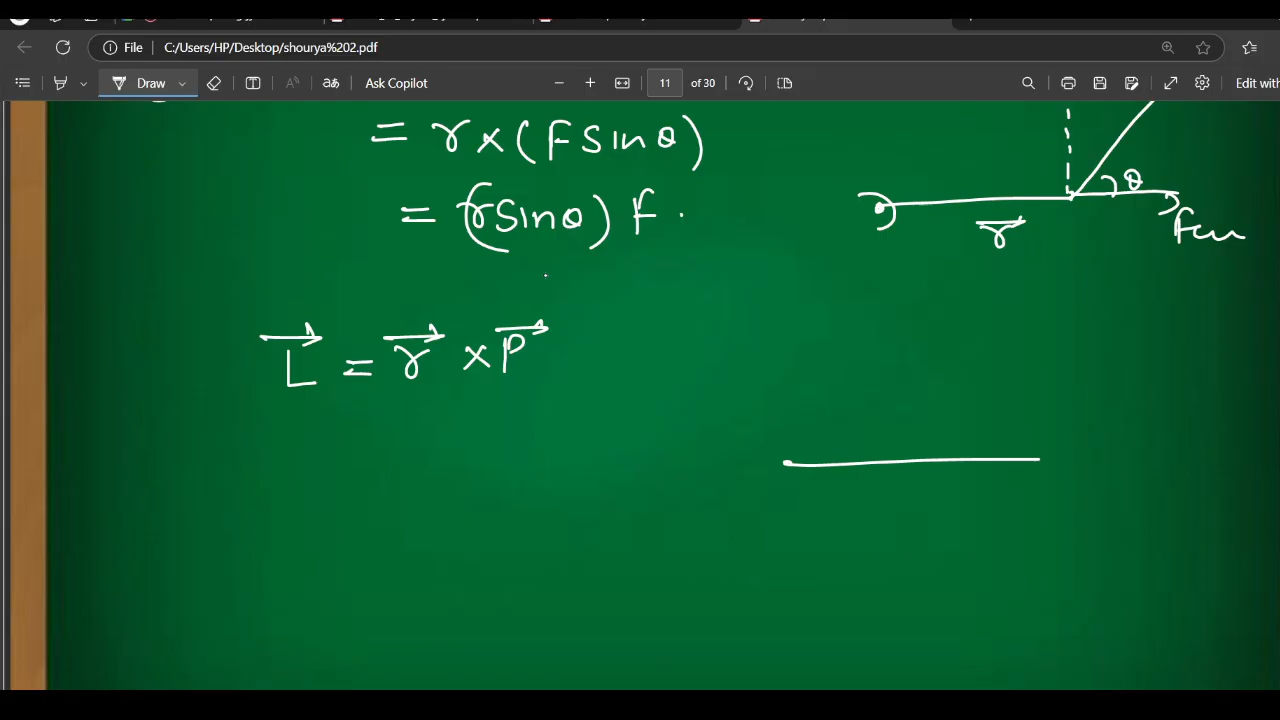 File | C:/Users/HP/Desktop/shourya%202.pdf
Draw Ask Copilot 11 of 30 Edit with
= r × (F sin θ)
= (r sin θ) F .
θ
r
L = r × P